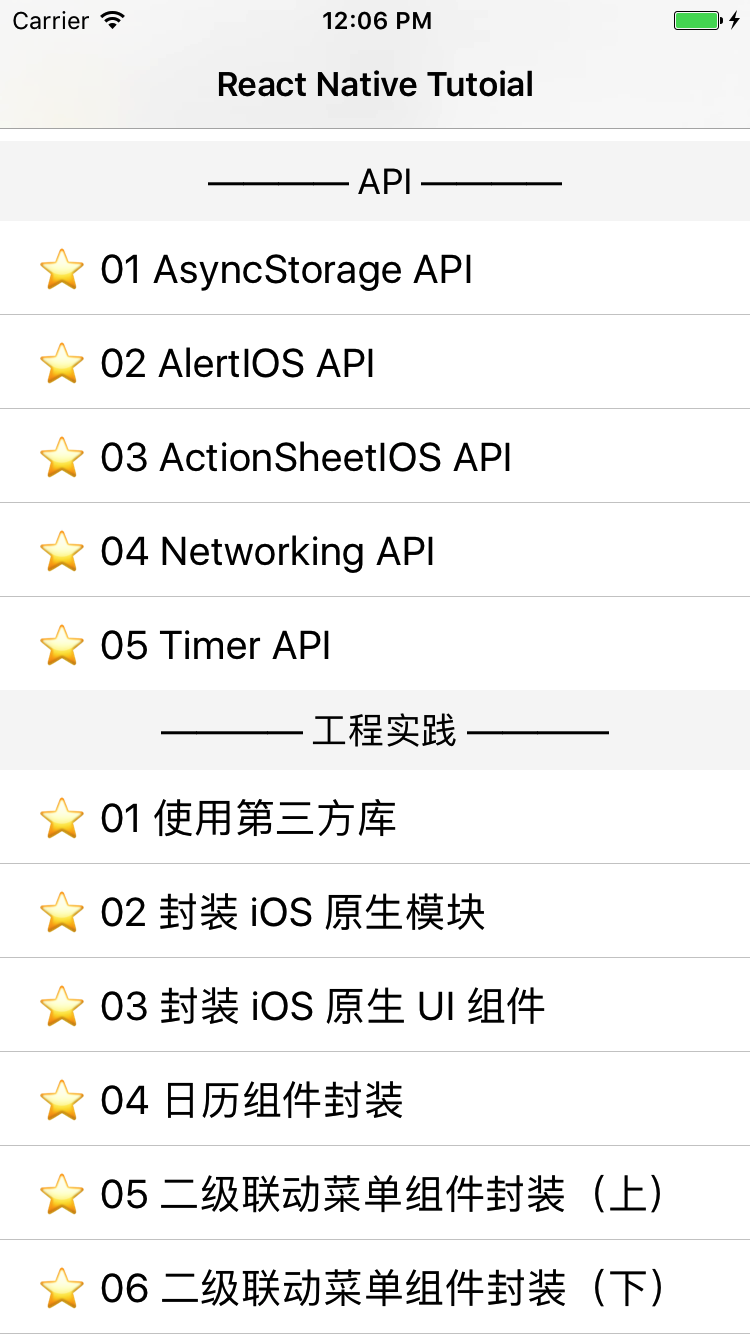 Carrier 12:06 PM
React Native Tutoial
———— API ————
⭐ 01 AsyncStorage API
⭐ 02 AlertIOS API
⭐ 03 ActionSheetIOS API
⭐ 04 Networking API
⭐ 05 Timer API
———— 工程实践 ————
⭐ 01 使用第三方库
⭐ 02 封装 iOS 原生模块
⭐ 03 封装 iOS 原生 UI 组件
⭐ 04 日历组件封装
⭐ 05 二级联动菜单组件封装（上）
⭐ 06 二级联动菜单组件封装（下）